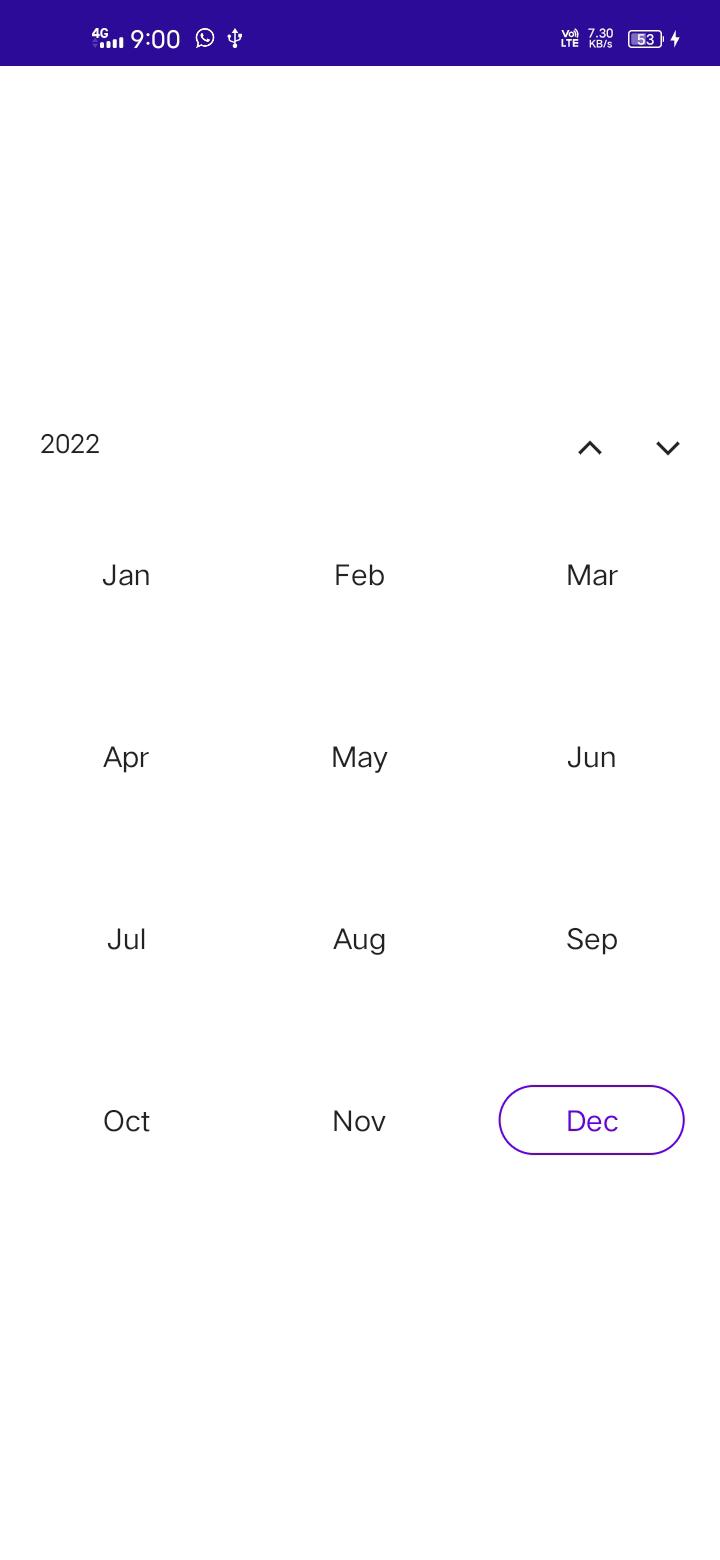 4G 9:00 Vo) LTE 7.30 KB/s 53
2022
Jan Feb Mar
Apr May Jun
Jul Aug Sep
Oct Nov Dec